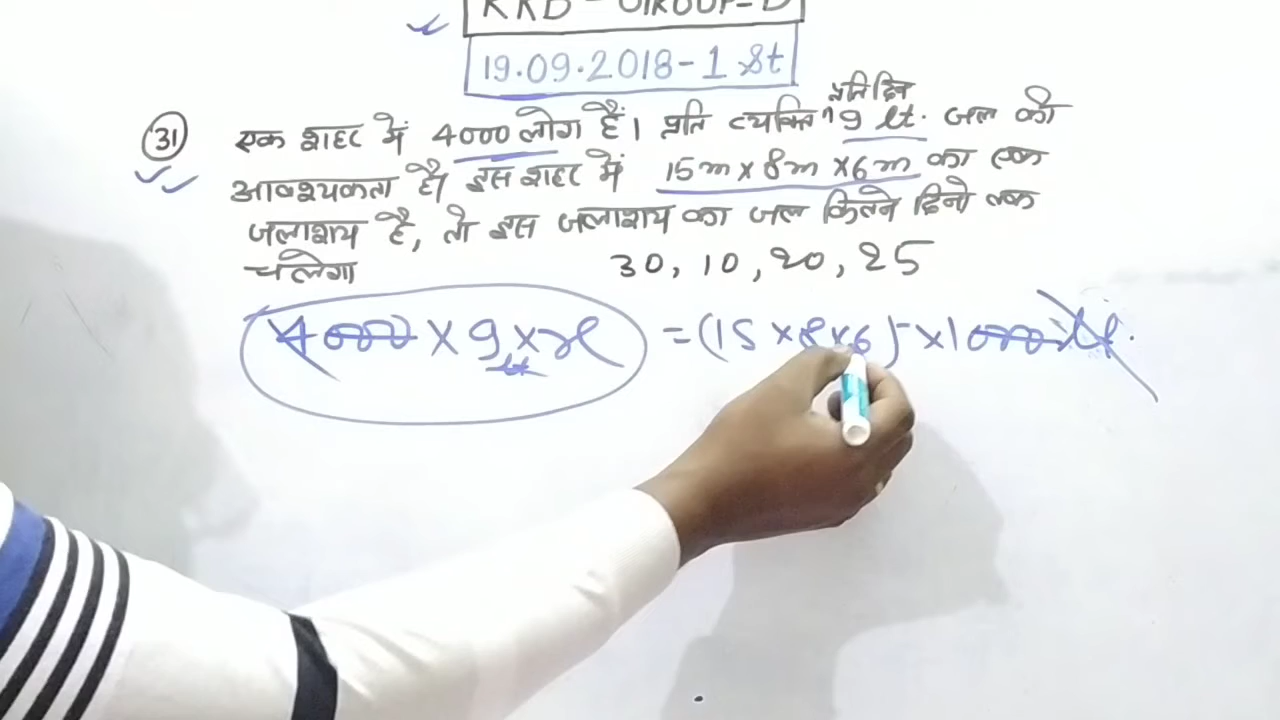 RRB - GROUP-D
19.09.2018-1 St
प्रति दिन
31 एक शहर में 4000 लोग हैं। प्रति व्यक्ति ^ 9 lt. जल की
आवश्यकता है। इस शहर में 15m x 8m x 6m का एक
जलाशय है, तो इस जलाशय का जल कितने दिनो तक
चलेगा 30, 10, 20, 25
4000 x 9 lt x x = (15 x 8 x 6) x 1000 lt.